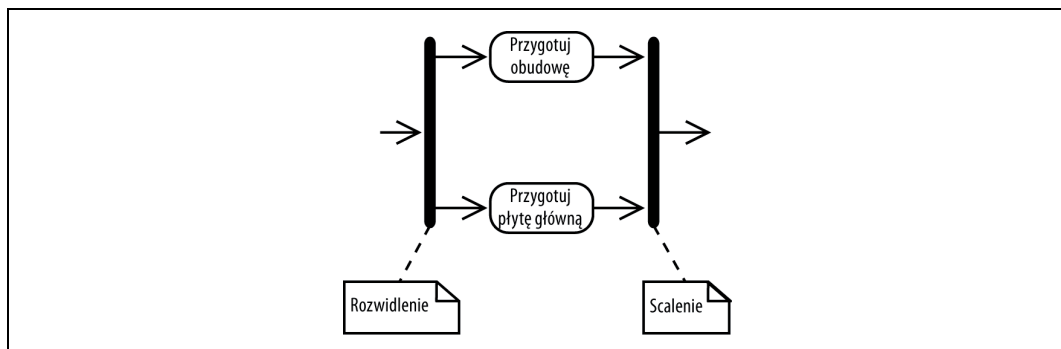 Przygotuj
obudowę
Przygotuj
płytę główną
Rozwidlenie
Scalenie